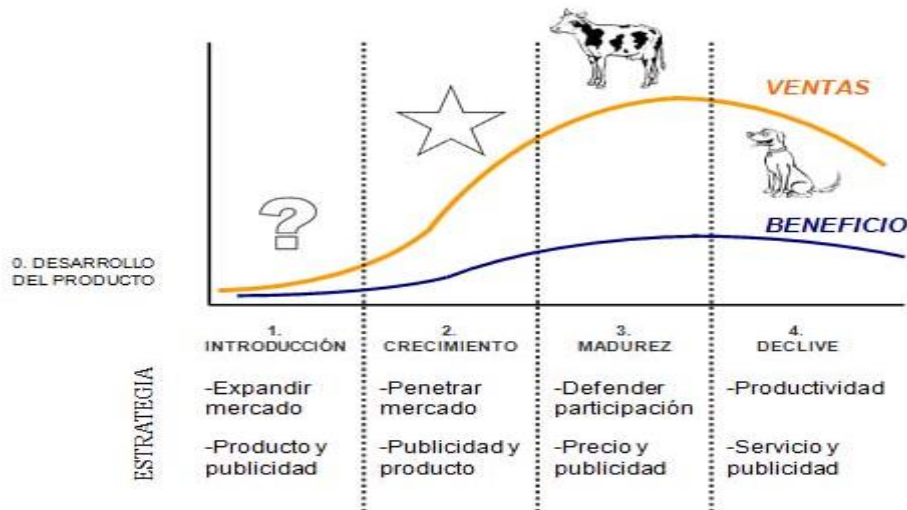 VENTAS
?
BENEFICIO
0. DESARROLLO
DEL PRODUCTO
1.
INTRODUCCIÓN
2.
CRECIMIENTO
3.
MADUREZ
4.
DECLIVE
ESTRATEGIA
-Expandir
mercado
-Producto y
publicidad
-Penetrar
mercado
-Publicidad y
producto
-Defender
participación
-Precio y
publicidad
-Productividad
-Servicio y
publicidad